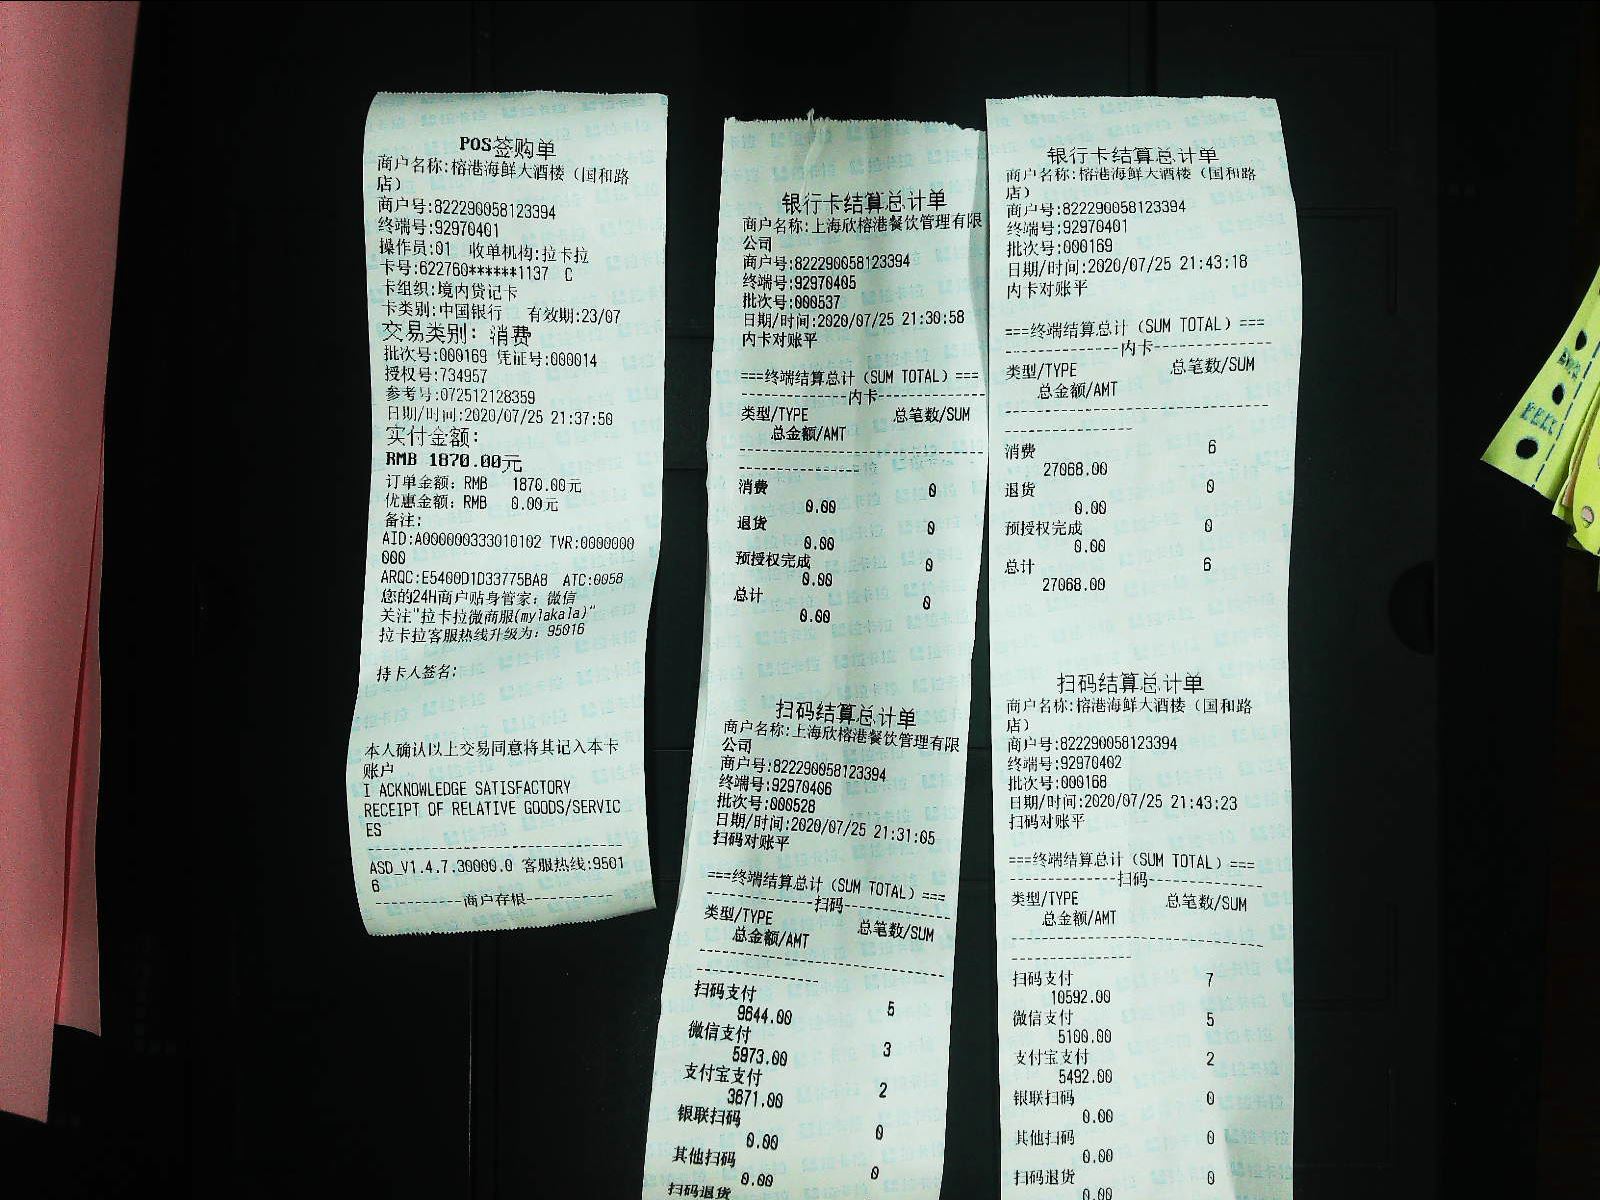 POS签购单
商户名称:榕港海鲜大酒楼（国和路
店）
商户号:822290058123394
终端号:92970401
操作员:01 收单机构:拉卡拉
卡号:622760******1137 C
卡组织:境内贷记卡
卡类别:中国银行 有效期:23/07
交易类别：消费
批次号:000169 凭证号:000014
授权号:734957
参考号:072512128359
日期/时间:2020/07/25 21:37:50
实付金额:
RMB 1870.00元
订单金额: RMB 1870.00元
优惠金额: RMB 0.00元
备注:
AID:A000000333010102 TVR:0000000
000
ARQC:E5400D1D33775BA8 ATC:0058
您的24H商户贴身管家：微信
关注"拉卡拉微商服(mylakala)"
拉卡拉客服热线升级为: 95016
持卡人签名:
本人确认以上交易同意将其记入本卡
账户
I ACKNOWLEDGE SATISFACTORY
RECEIPT OF RELATIVE GOODS/SERVIC
ES
ASD_V1.4.7.30000.0 客服热线:9501
6
------------商户存根------------
银行卡结算总计单
商户名称:上海欣榕港餐饮管理有限
公司
商户号:822290058123394
终端号:92970405
批次号:000537
日期/时间:2020/07/25 21:30:58
内卡对账平
===终端结算总计（SUM TOTAL）===
--------------内卡--------------
类型/TYPE 总笔数/SUM
总金额/AMT
消费 0
0.00
退货 0
0.00
预授权完成 0
0.00
总计 0
0.00
扫码结算总计单
商户名称:上海欣榕港餐饮管理有限
公司
商户号:822290058123394
终端号:92970406
批次号:000528
日期/时间:2020/07/25 21:31:05
扫码对账平
===终端结算总计（SUM TOTAL）===
--------------扫码--------------
类型/TYPE 总笔数/SUM
总金额/AMT
扫码支付 5
9644.00
微信支付 3
5973.00
支付宝支付 2
3671.00
银联扫码 0
0.00
其他扫码 0
0.00
扫码退货
银行卡结算总计单
商户名称:榕港海鲜大酒楼（国和路
店）
商户号:822290058123394
终端号:92970401
批次号:000169
日期/时间:2020/07/25 21:43:18
内卡对账平
===终端结算总计（SUM TOTAL）===
--------------内卡--------------
类型/TYPE 总笔数/SUM
总金额/AMT
消费 6
27068.00
退货 0
0.00
预授权完成 0
0.00
总计 6
27068.00
扫码结算总计单
商户名称:榕港海鲜大酒楼（国和路
店）
商户号:822290058123394
终端号:92970402
批次号:000168
日期/时间:2020/07/25 21:43:23
扫码对账平
===终端结算总计（SUM TOTAL）===
--------------扫码--------------
类型/TYPE 总笔数/SUM
总金额/AMT
扫码支付 7
10592.00
微信支付 5
5100.00
支付宝支付 2
5492.00
银联扫码 0
0.00
其他扫码 0
0.00
扫码退货 0
0.00